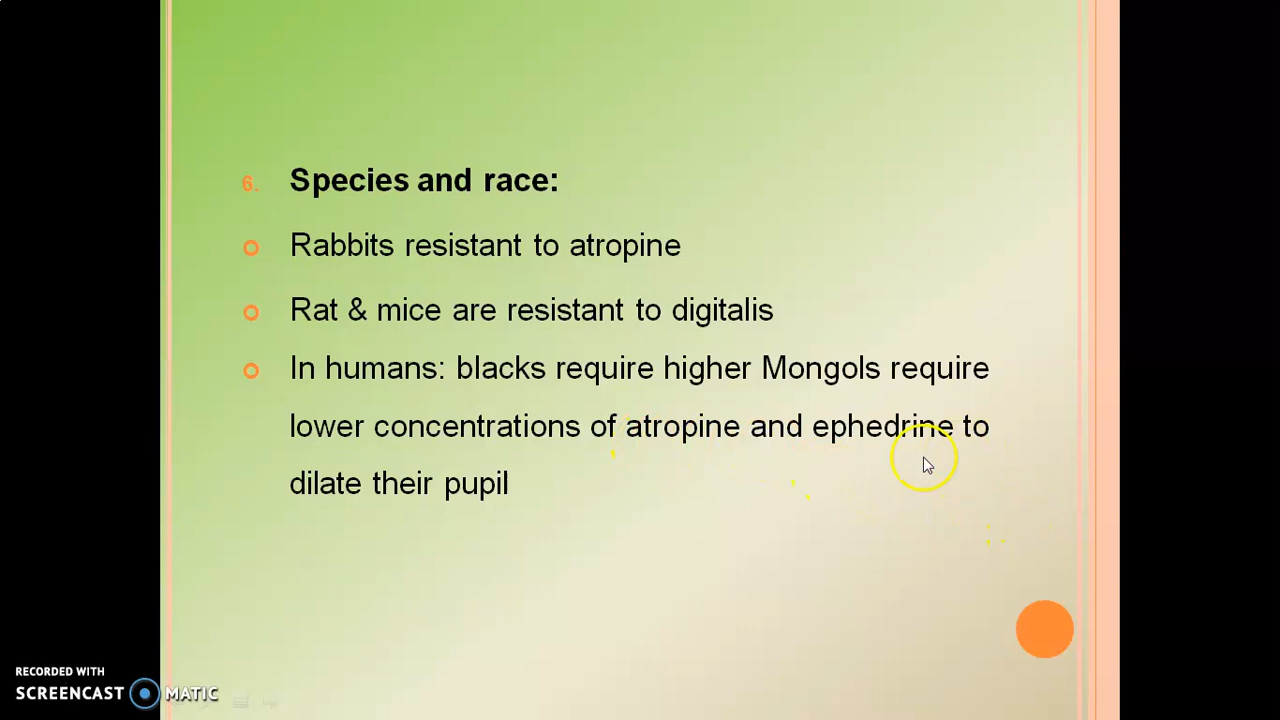 6. Species and race:
Rabbits resistant to atropine
Rat & mice are resistant to digitalis
In humans: blacks require higher Mongols require
lower concentrations of atropine and ephedrine to
dilate their pupil
RECORDED WITH
SCREENCAST MATIC